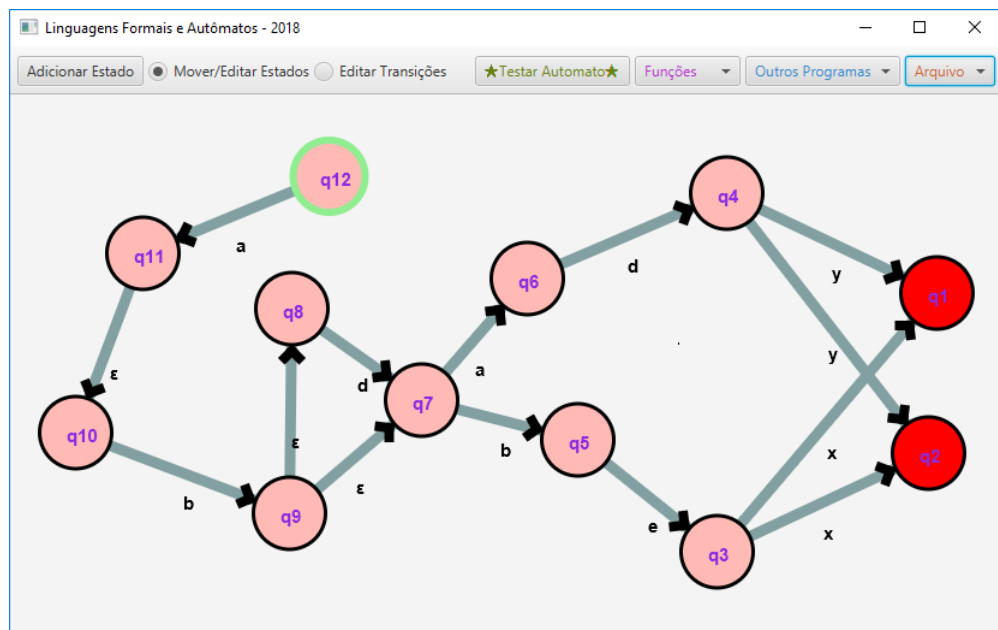 Linguagens Formais e Autômatos - 2018
Adicionar Estado Mover/Editar Estados Editar Transições ★Testar Automato★ Funções Outros Programas Arquivo
q12
q4
a
q11
q6
d
y
q1
q8
ε
d
a
y
q7
q10
ε
b
q5
x
q2
b
ε
q9
e
x
q3